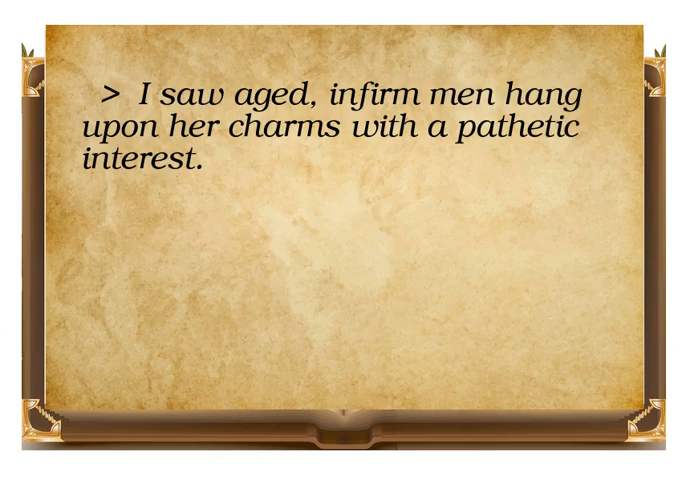 > I saw aged, infirm men hang
upon her charms with a pathetic
interest.